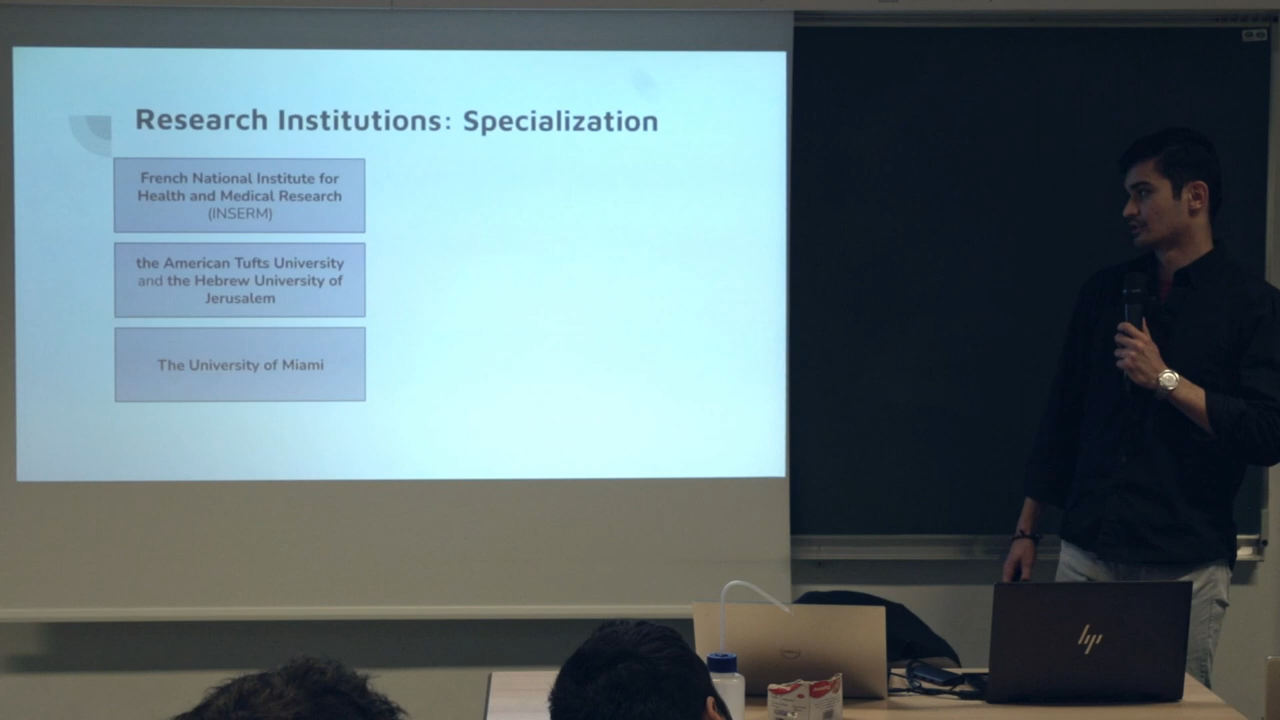 Research Institutions: Specialization
French National Institute for
Health and Medical Research
(INSERM)
the American Tufts University
and the Hebrew University of
Jerusalem
The University of Miami
hp